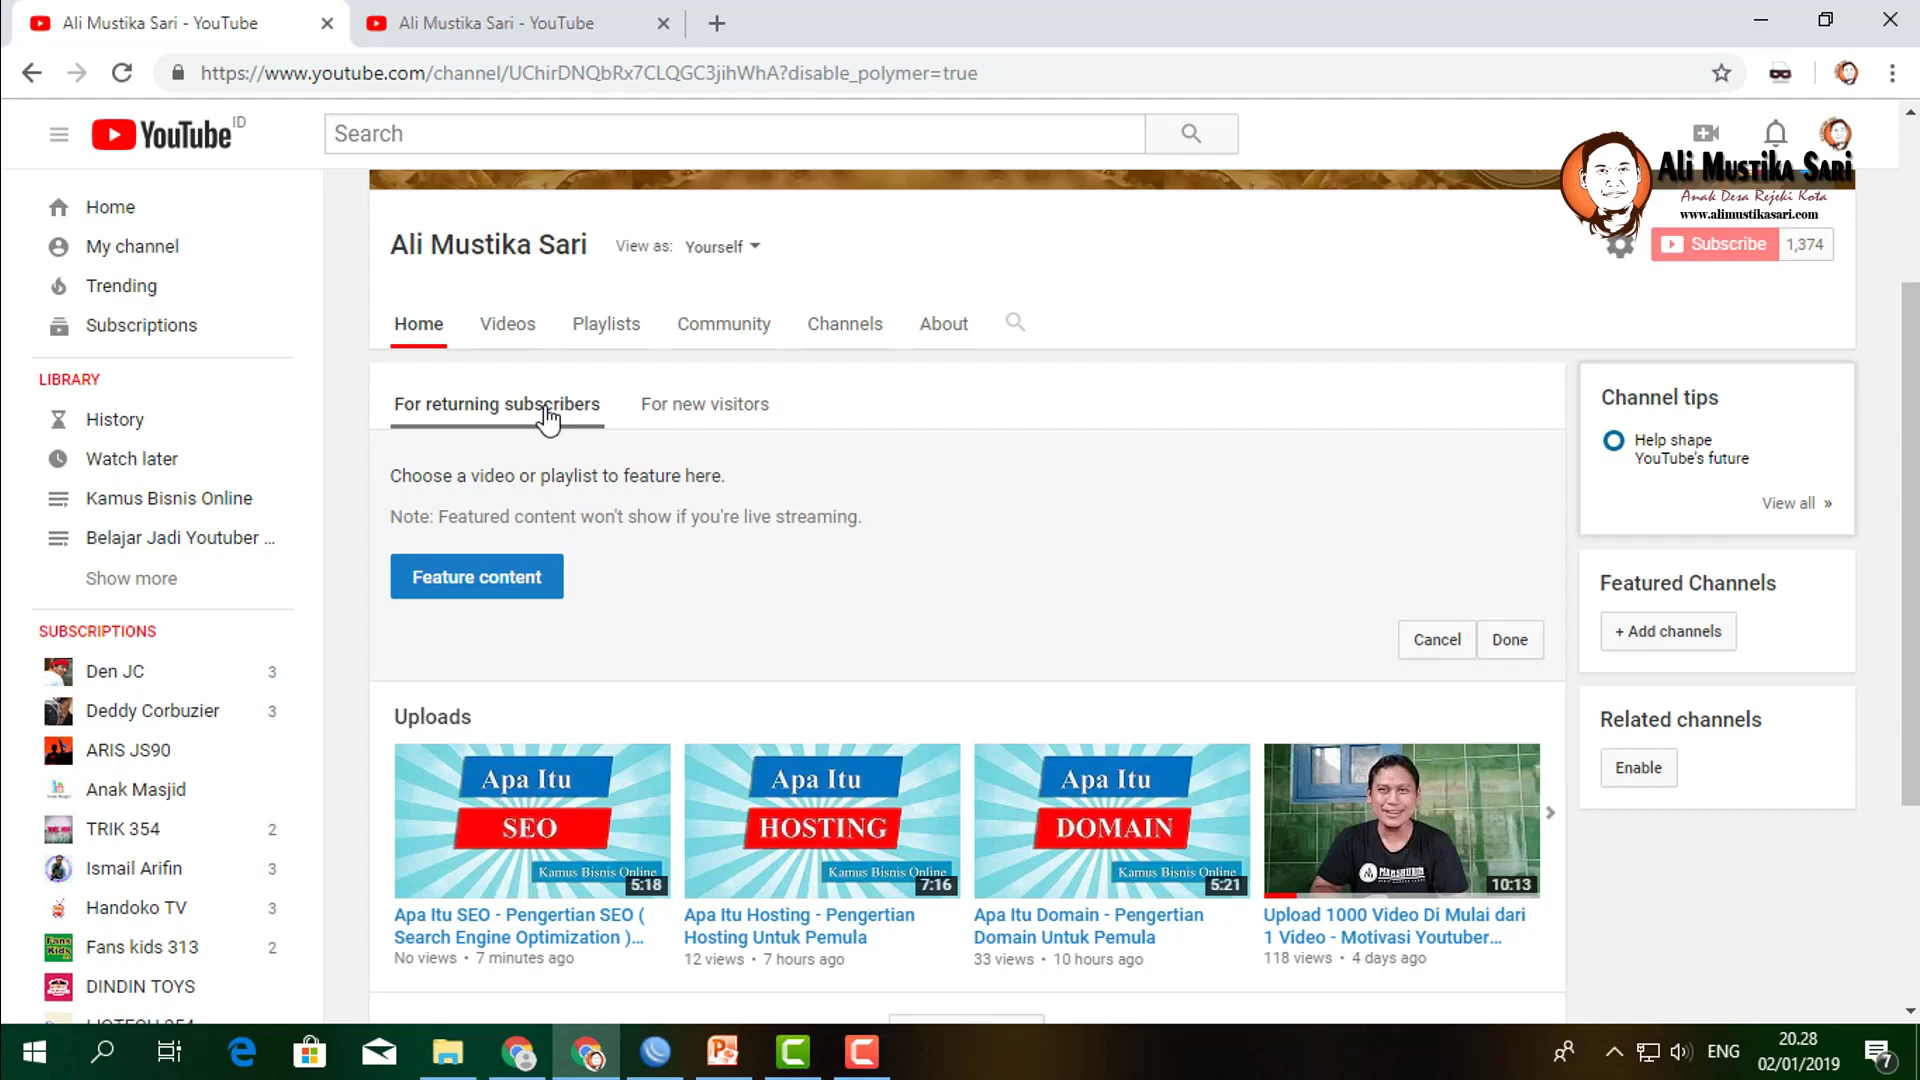 Ali Mustika Sari - YouTube
Ali Mustika Sari - YouTube
https://www.youtube.com/channel/UChirDNQbRx7CLQGC3jihWhA?disable_polymer=true
YouTube ID
Search
Ali Mustika Sari
Anak Desa Rejeki Kota
www.alimustikasari.com
Home
My channel
Trending
Subscriptions
LIBRARY
History
Watch later
Kamus Bisnis Online
Belajar Jadi Youtuber ...
Show more
SUBSCRIPTIONS
Den JC 3
Deddy Corbuzier 3
ARIS JS90
Anak Masjid
TRIK 354 2
Ismail Arifin 3
Handoko TV 3
Fans kids 313 2
DINDIN TOYS
Ali Mustika Sari View as: Yourself
Subscribe 1,374
Home Videos Playlists Community Channels About
For returning subscribers For new visitors
Choose a video or playlist to feature here.
Note: Featured content won't show if you're live streaming.
Feature content
Cancel Done
Uploads
Apa Itu
SEO
Kamus Bisnis Online
5:18
Apa Itu SEO - Pengertian SEO (
Search Engine Optimization )...
No views • 7 minutes ago
Apa Itu
HOSTING
Kamus Bisnis Online
7:16
Apa Itu Hosting - Pengertian
Hosting Untuk Pemula
12 views • 7 hours ago
Apa Itu
DOMAIN
Kamus Bisnis Online
5:21
Apa Itu Domain - Pengertian
Domain Untuk Pemula
33 views • 10 hours ago
10:13
Upload 1000 Video Di Mulai dari
1 Video - Motivasi Youtuber...
118 views • 4 days ago
Channel tips
Help shape
YouTube's future
View all »
Featured Channels
+ Add channels
Related channels
Enable
ENG
20.28
02/01/2019
7